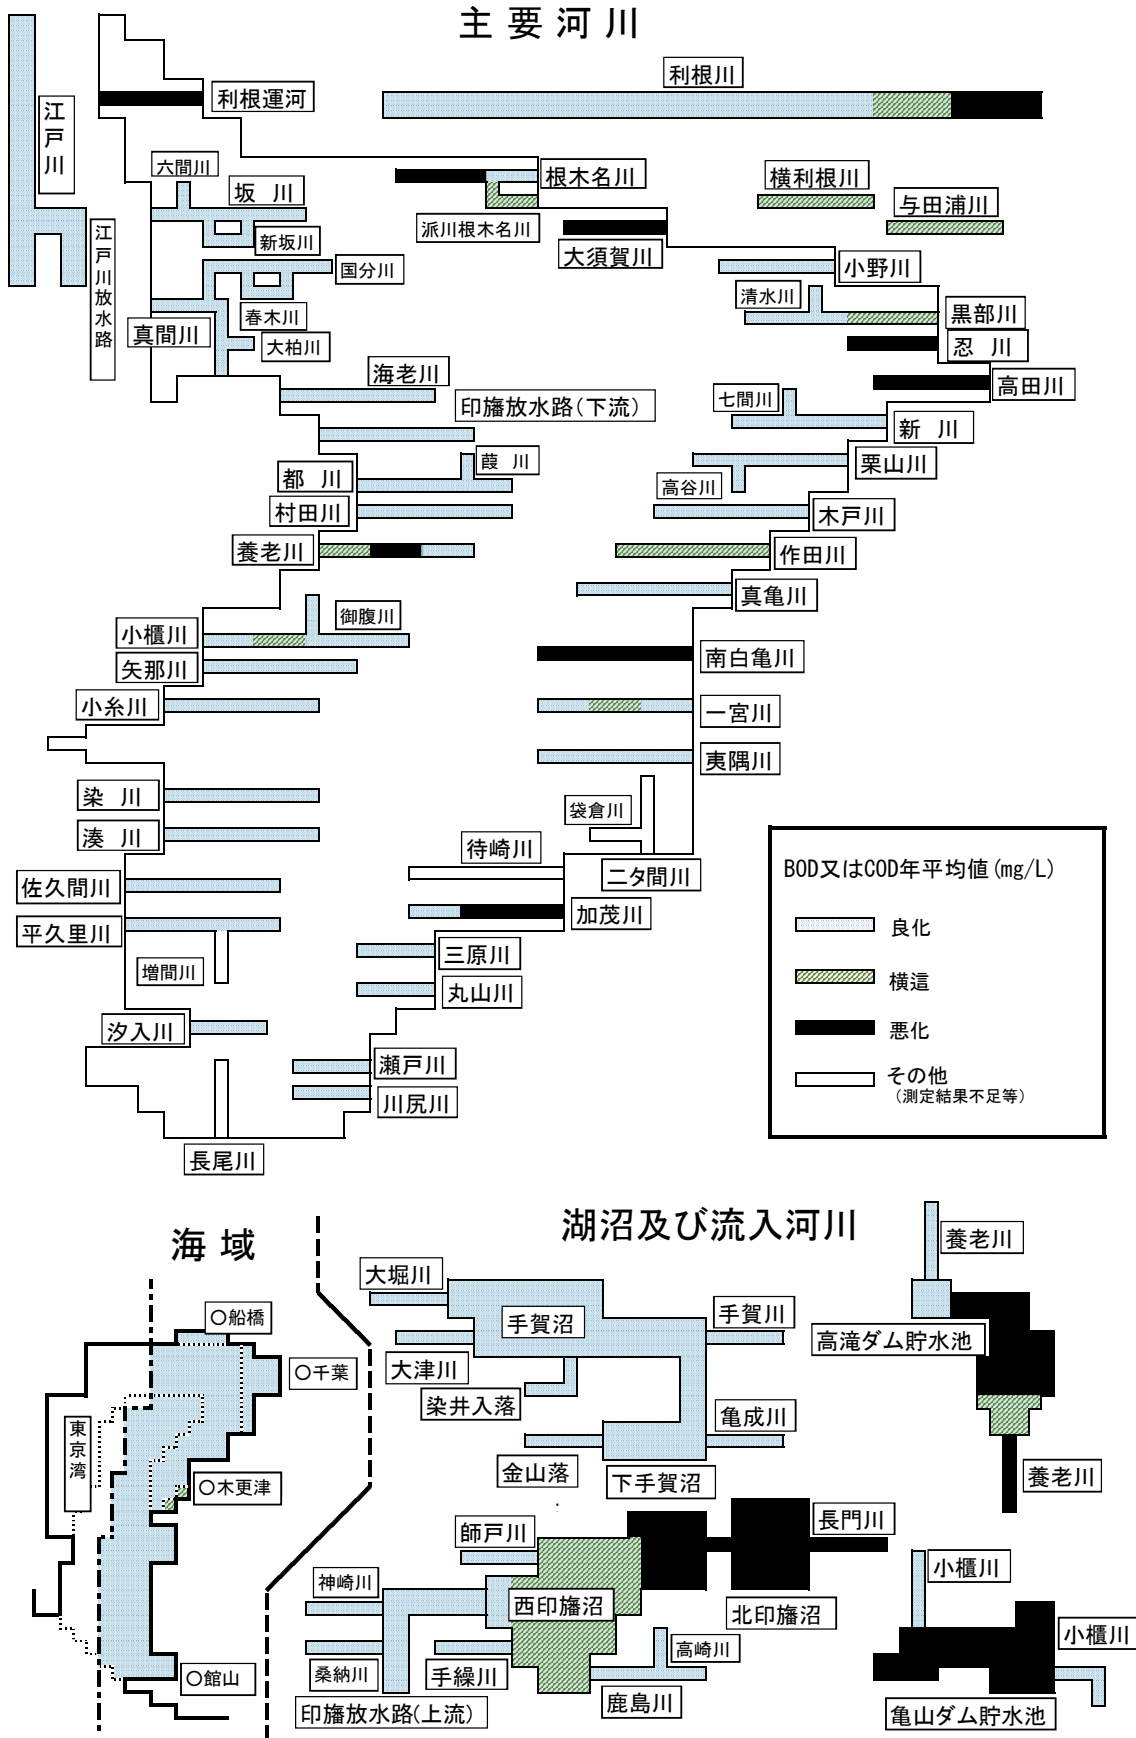 主要河川
利根川
利根運河
江戸川
六間川
坂川
根木名川
横利根川
与田浦川
派川根木名川
新坂川
大須賀川
江戸川放水路
国分川
小野川
清水川
春木川
真間川
大柏川
黒部川
忍川
海老川
高田川
印旛放水路(下流)
七間川
新川
葭川
都川
栗山川
高谷川
村田川
木戸川
養老川
作田川
真亀川
御腹川
小櫃川
矢那川
南白亀川
小糸川
一宮川
夷隅川
染川
袋倉川
湊川
待崎川
二タ間川
佐久間川
加茂川
平久里川
増間川
三原川
丸山川
汐入川
瀬戸川
川尻川
長尾川
BOD又はCOD年平均値(mg/L)
良化
横這
悪化
その他
(測定結果不足等)
海域
○船橋
○千葉
東京湾
○木更津
○館山
湖沼及び流入河川
大堀川
手賀沼
手賀川
大津川
染井入落
亀成川
金山落
下手賀沼
養老川
高滝ダム貯水池
養老川
師戸川
長門川
神崎川
西印旛沼
北印旛沼
桑納川
手繰川
高崎川
鹿島川
印旛放水路(上流)
小櫃川
小櫃川
亀山ダム貯水池